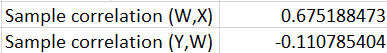 Sample correlation (W,X) 0.675188473
Sample correlation (Y,W) -0.110785404